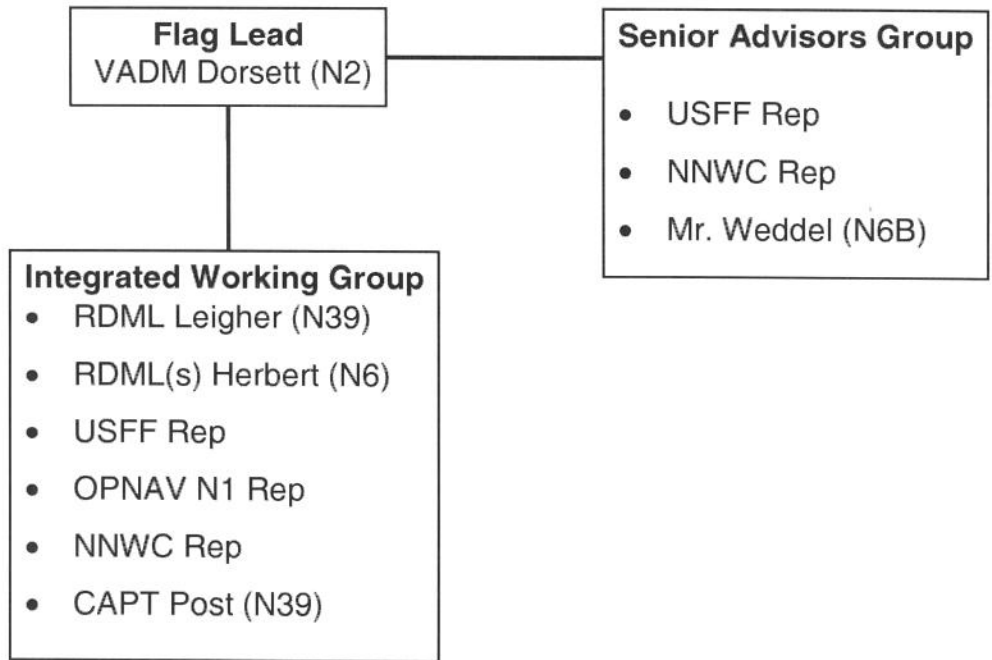 Flag Lead
VADM Dorsett (N2)
Senior Advisors Group
• USFF Rep
• NNWC Rep
• Mr. Weddel (N6B)
Integrated Working Group
• RDML Leigher (N39)
• RDML(s) Herbert (N6)
• USFF Rep
• OPNAV N1 Rep
• NNWC Rep
• CAPT Post (N39)